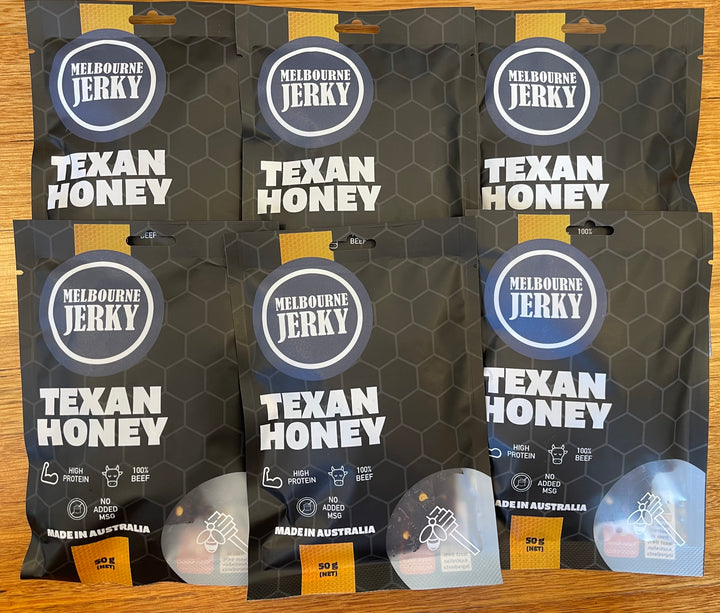 MELBOURNE
JERKY
TEXAN
HONEY
MELBOURNE
JERKY
TEXAN
HONEY
MELBOURNE
JERKY
TEXAN
HONEY
BEEF
MELBOURNE
JERKY
TEXAN
HONEY
HIGH
PROTEIN
100%
BEEF
NO
ADDED
MSG
MADE IN AUSTRALIA
50 g
(NET)
BEEF
MELBOURNE
JERKY
TEXAN
HONEY
HIGH
PROTEIN
100%
BEEF
NO
ADDED
MSG
MADE IN AUSTRALIA
50 g
(NET)
100%
MELBOURNE
JERKY
TEXAN
HONEY
HIGH
PROTEIN
100%
BEEF
NO
ADDED
MSG
MADE IN AUSTRALIA
50 g
(NET)